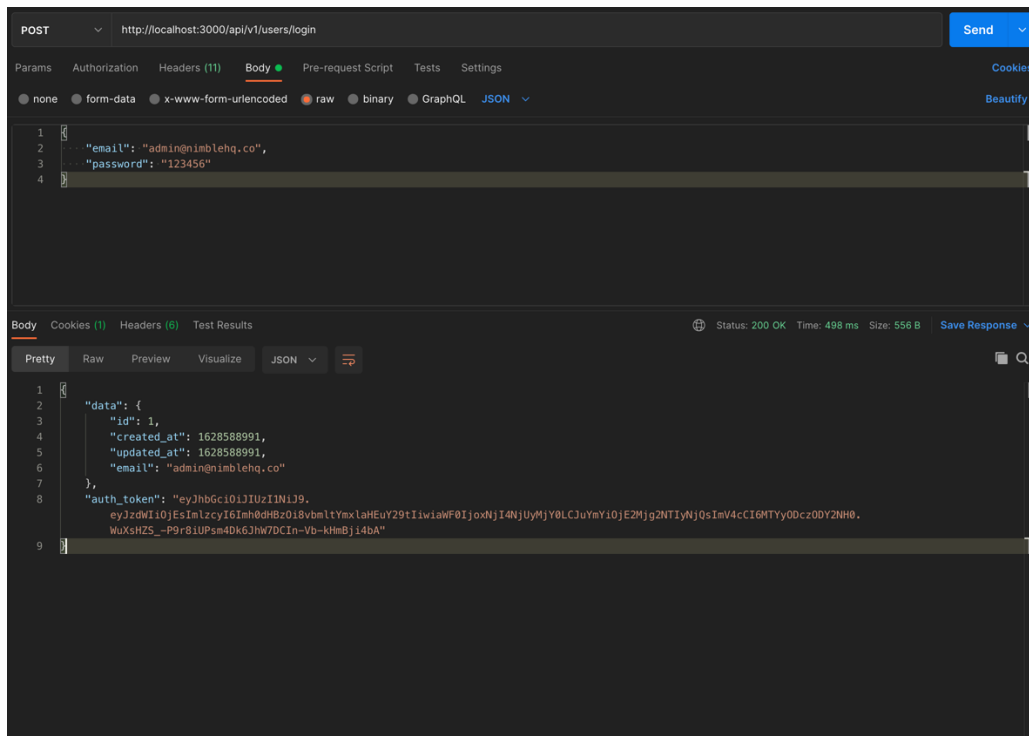 POST http://localhost:3000/api/v1/users/login Send
Params Authorization Headers (11) Body Pre-request Script Tests Settings Cookies
none form-data x-www-form-urlencoded raw binary GraphQL JSON Beautify
1 {
2 "email": "admin@nimblehq.co",
3 "password": "123456"
4 }
Body Cookies (1) Headers (6) Test Results Status: 200 OK Time: 498 ms Size: 556 B Save Response
Pretty Raw Preview Visualize JSON
1 {
2 "data": {
3 "id": 1,
4 "created_at": 1628588991,
5 "updated_at": 1628588991,
6 "email": "admin@nimblehq.co"
7 },
8 "auth_token": "eyJhbGciOiJIUzI1NiJ9.
eyJzdWIiOjEsImlzcyI6Imh0dHBzOi8vbmltYmxlaHEuY29tIiwiaWF0IjoxNjI4NjUyMjY0LCJuYmYiOjE2Mjg2NTIyNjQsImV4cCI6MTYyODczODY2NH0.
WuXsHZS_-P9r8iUPsm4Dk6JhW7DCIn-Vb-kHmBji4bA"
9 }